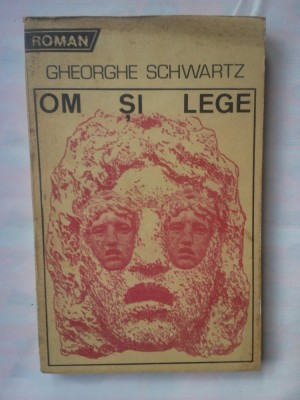 ROMAN
GHEORGHE SCHWARTZ
OM ȘI LEGE